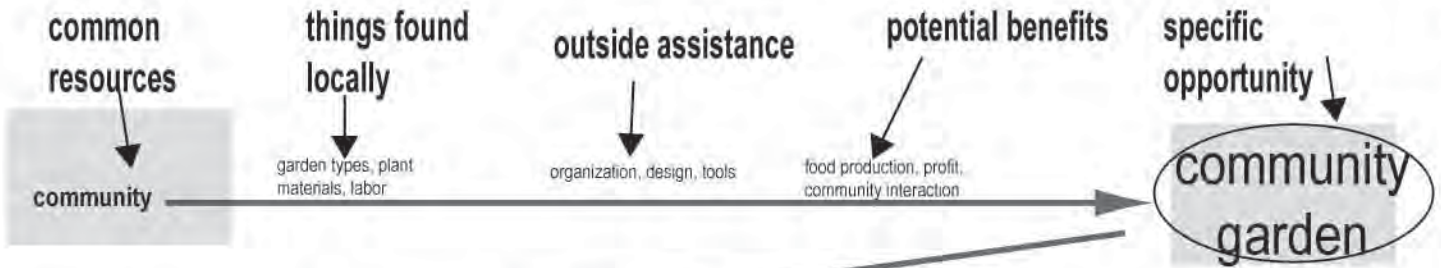 common
resources
things found
locally
outside assistance
potential benefits
specific
opportunity
community
garden types, plant
materials, labor
organization, design, tools
food production, profit,
community interaction
community
garden